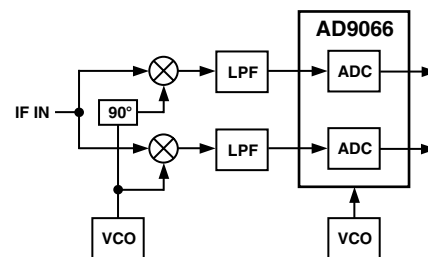 AD9066
LPF
ADC
IF IN
90°
LPF
ADC
VCO
VCO